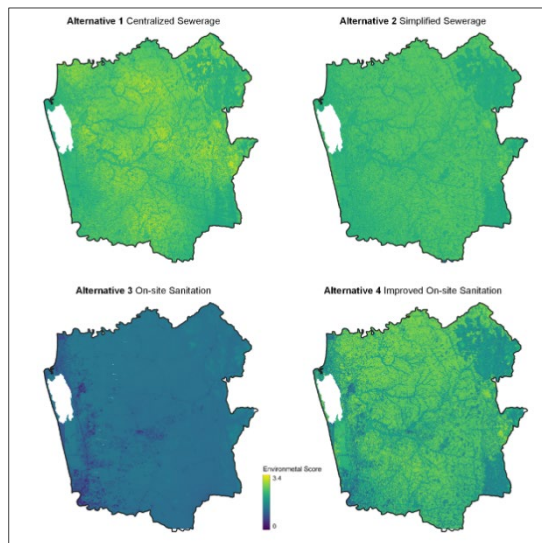 Alternative 1 Centralized Sewerage
Alternative 2 Simplified Sewerage
Alternative 3 On-site Sanitation
Alternative 4 Improved On-site Sanitation
Environmetal Score
3.4
0